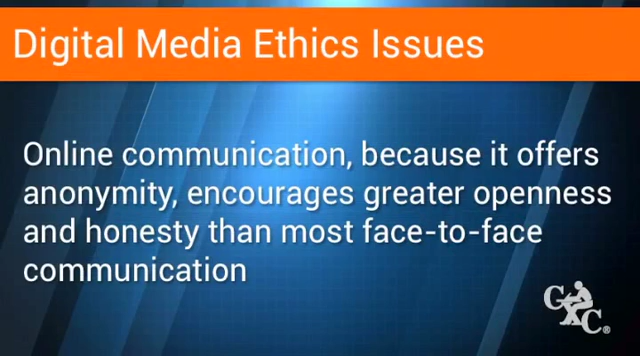 Digital Media Ethics Issues
Online communication, because it offers
anonymity, encourages greater openness
and honesty than most face-to-face
communication
CXC®